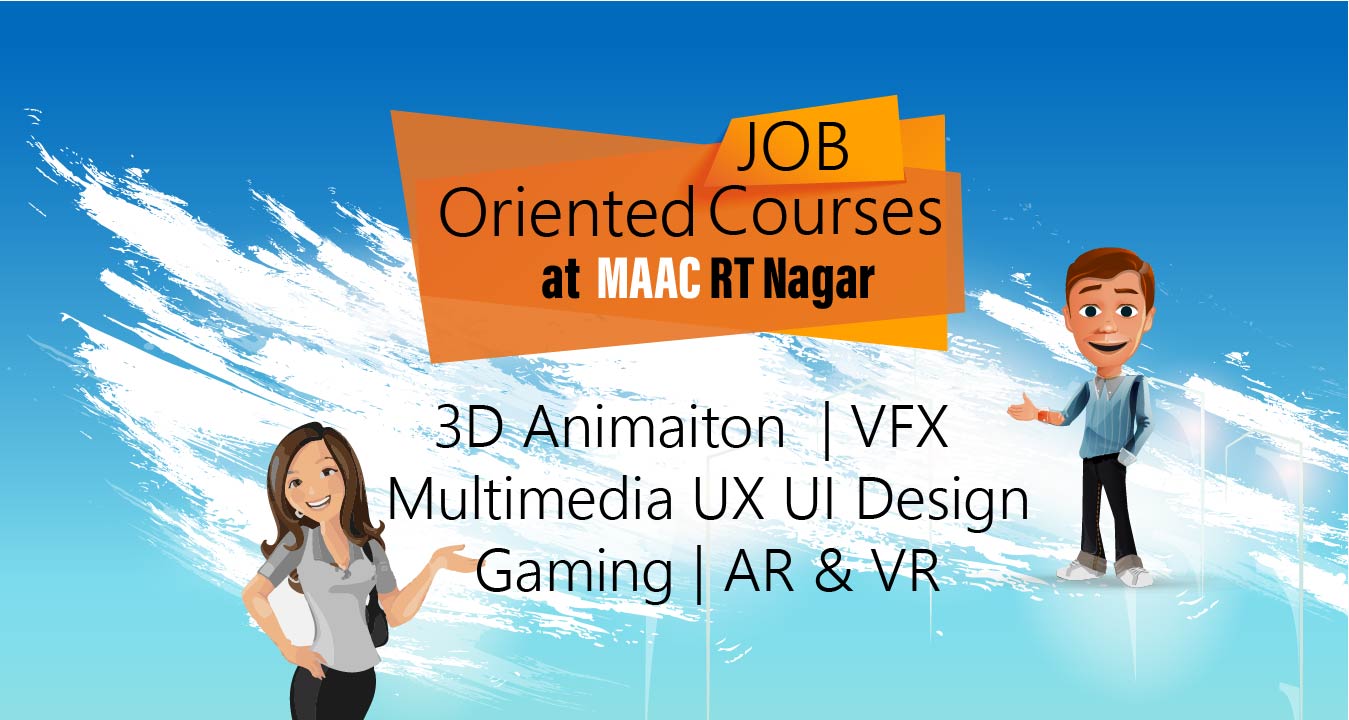 JOB
Oriented Courses
at MAAC RT Nagar
3D Animaiton | VFX
Multimedia UX UI Design
Gaming | AR & VR